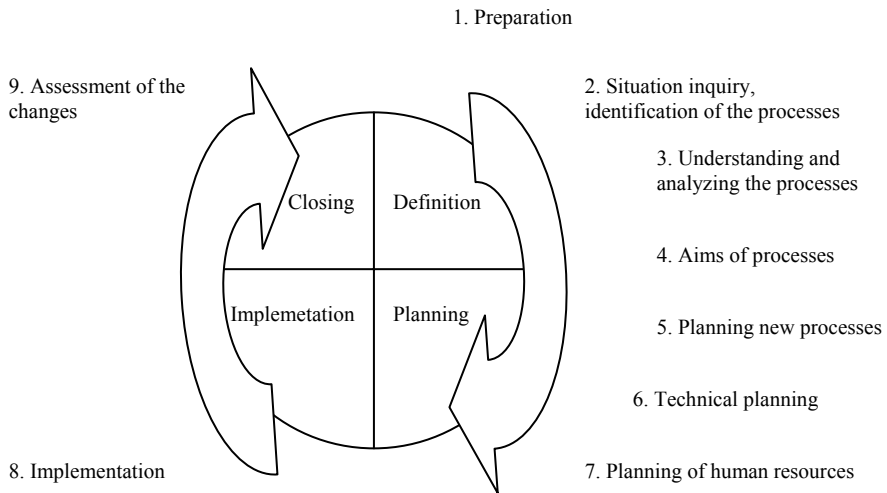 1. Preparation
9. Assessment of the
changes
2. Situation inquiry,
identification of the processes
3. Understanding and
analyzing the processes
Closing
Definition
4. Aims of processes
Implemetation
Planning
5. Planning new processes
6. Technical planning
8. Implementation
7. Planning of human resources